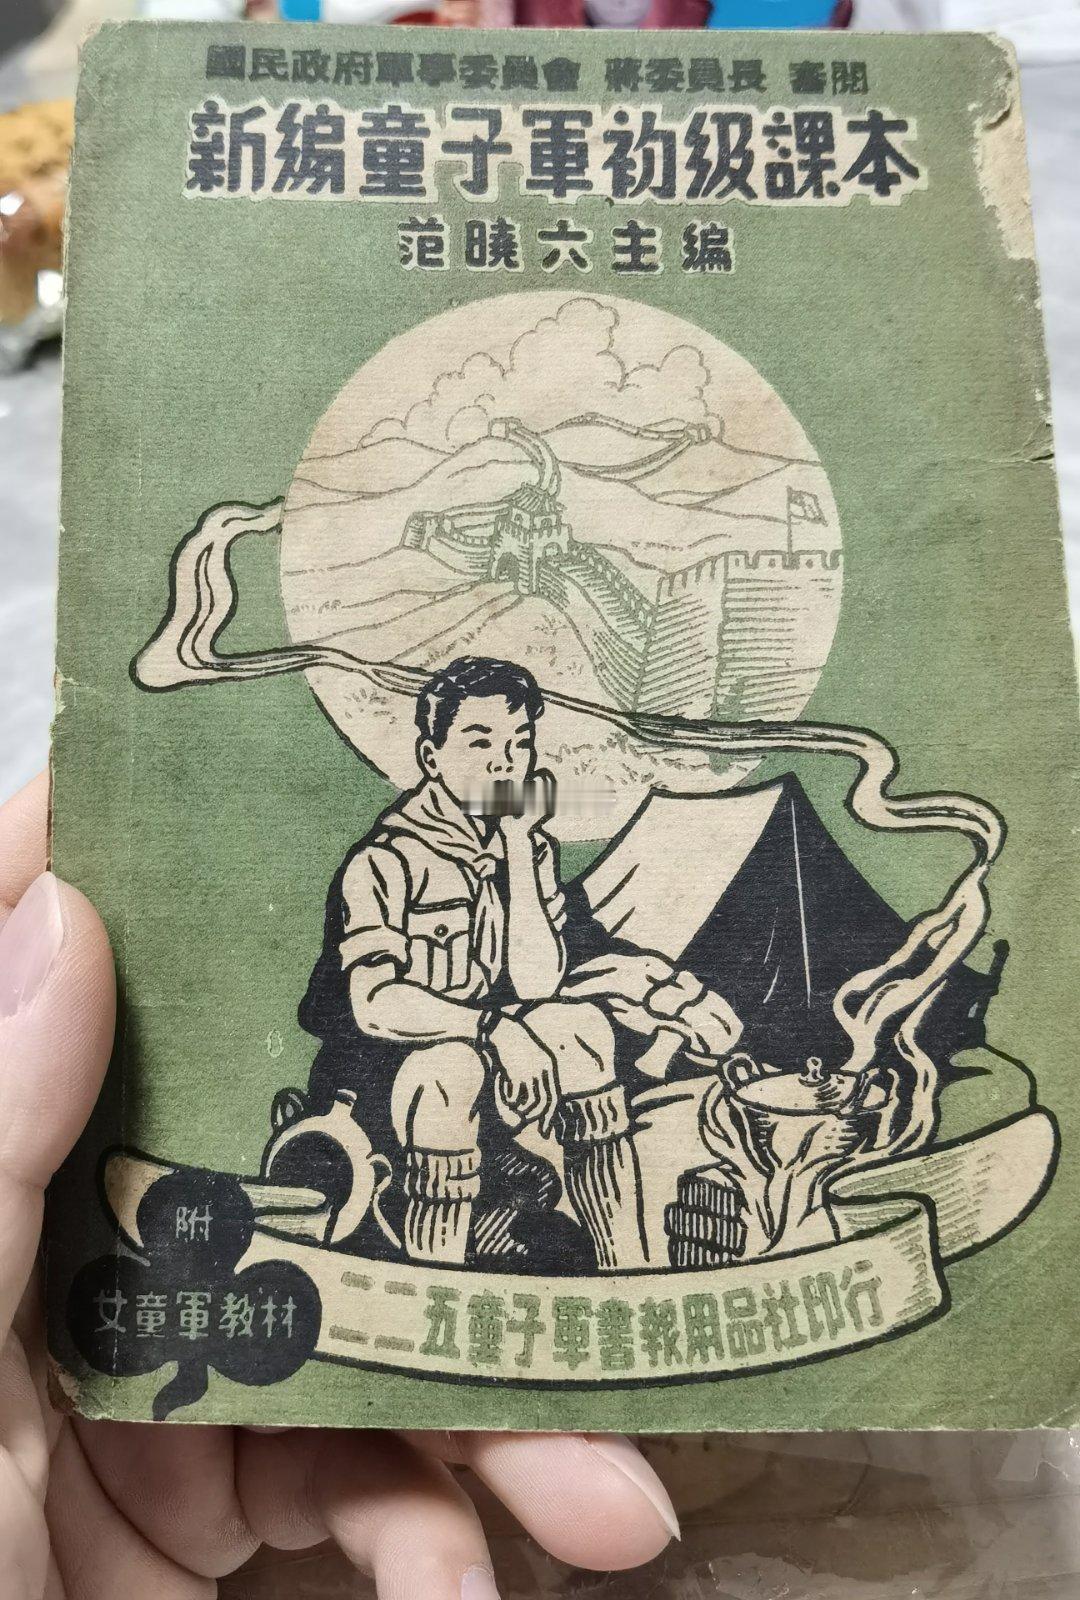 國民政府軍事委員會 蔣委員長 審閱
新編童子軍初級課本
范曉六主編
附
女童軍教材
二二五童子軍書報用品社印行